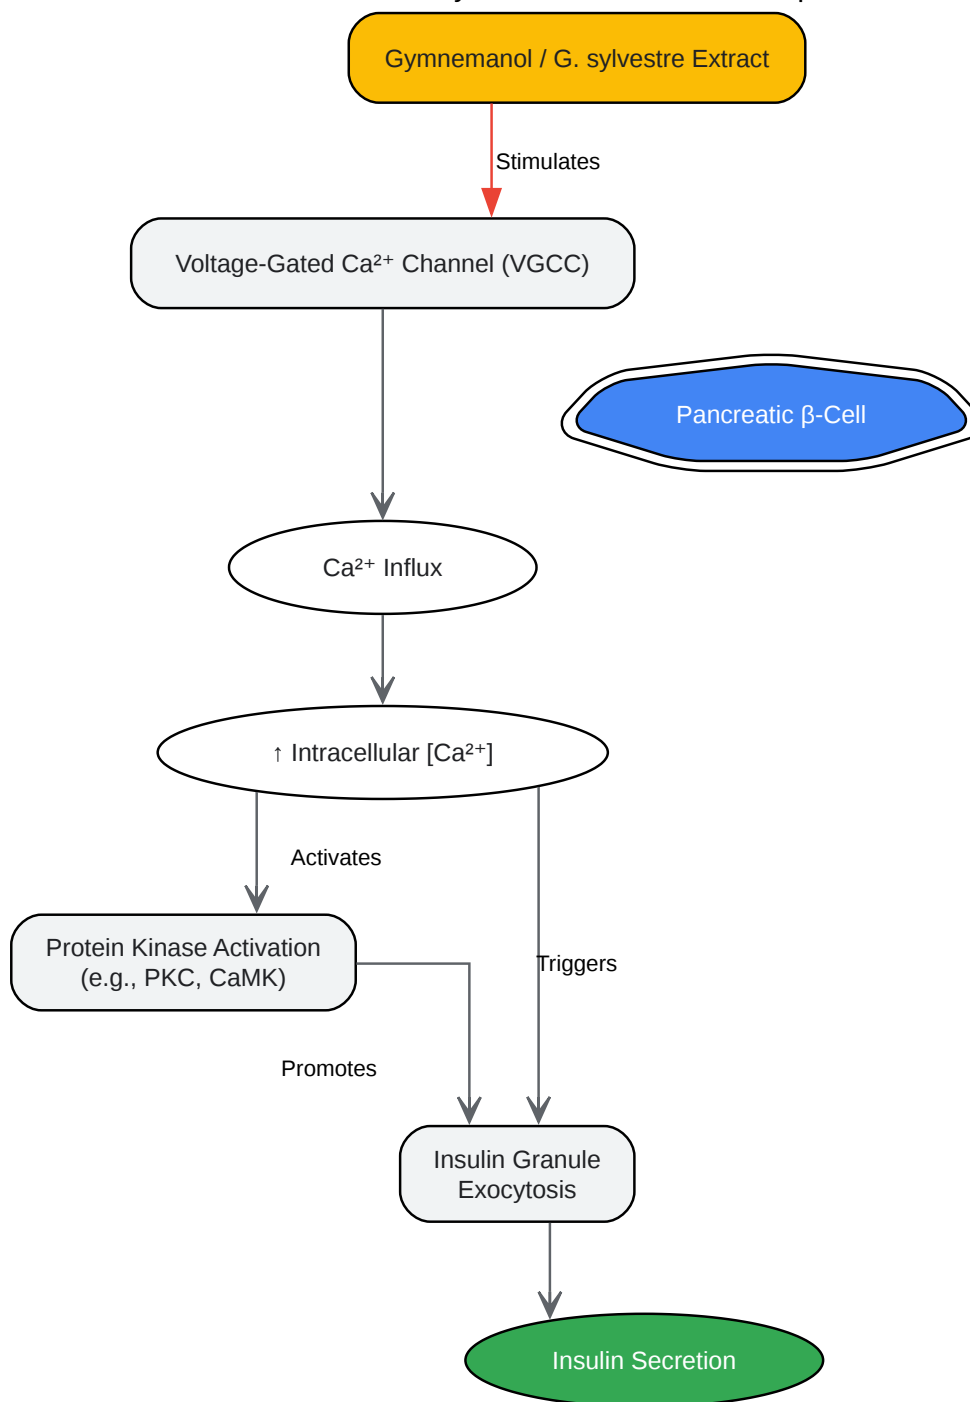 Gymnemanol / G. sylvestre Extract
Stimulates
Voltage-Gated Ca²⁺ Channel (VGCC)
Pancreatic β-Cell
Ca²⁺ Influx
↑ Intracellular [Ca²⁺]
Activates
Protein Kinase Activation
(e.g., PKC, CaMK)
Triggers
Promotes
Insulin Granule
Exocytosis
Insulin Secretion